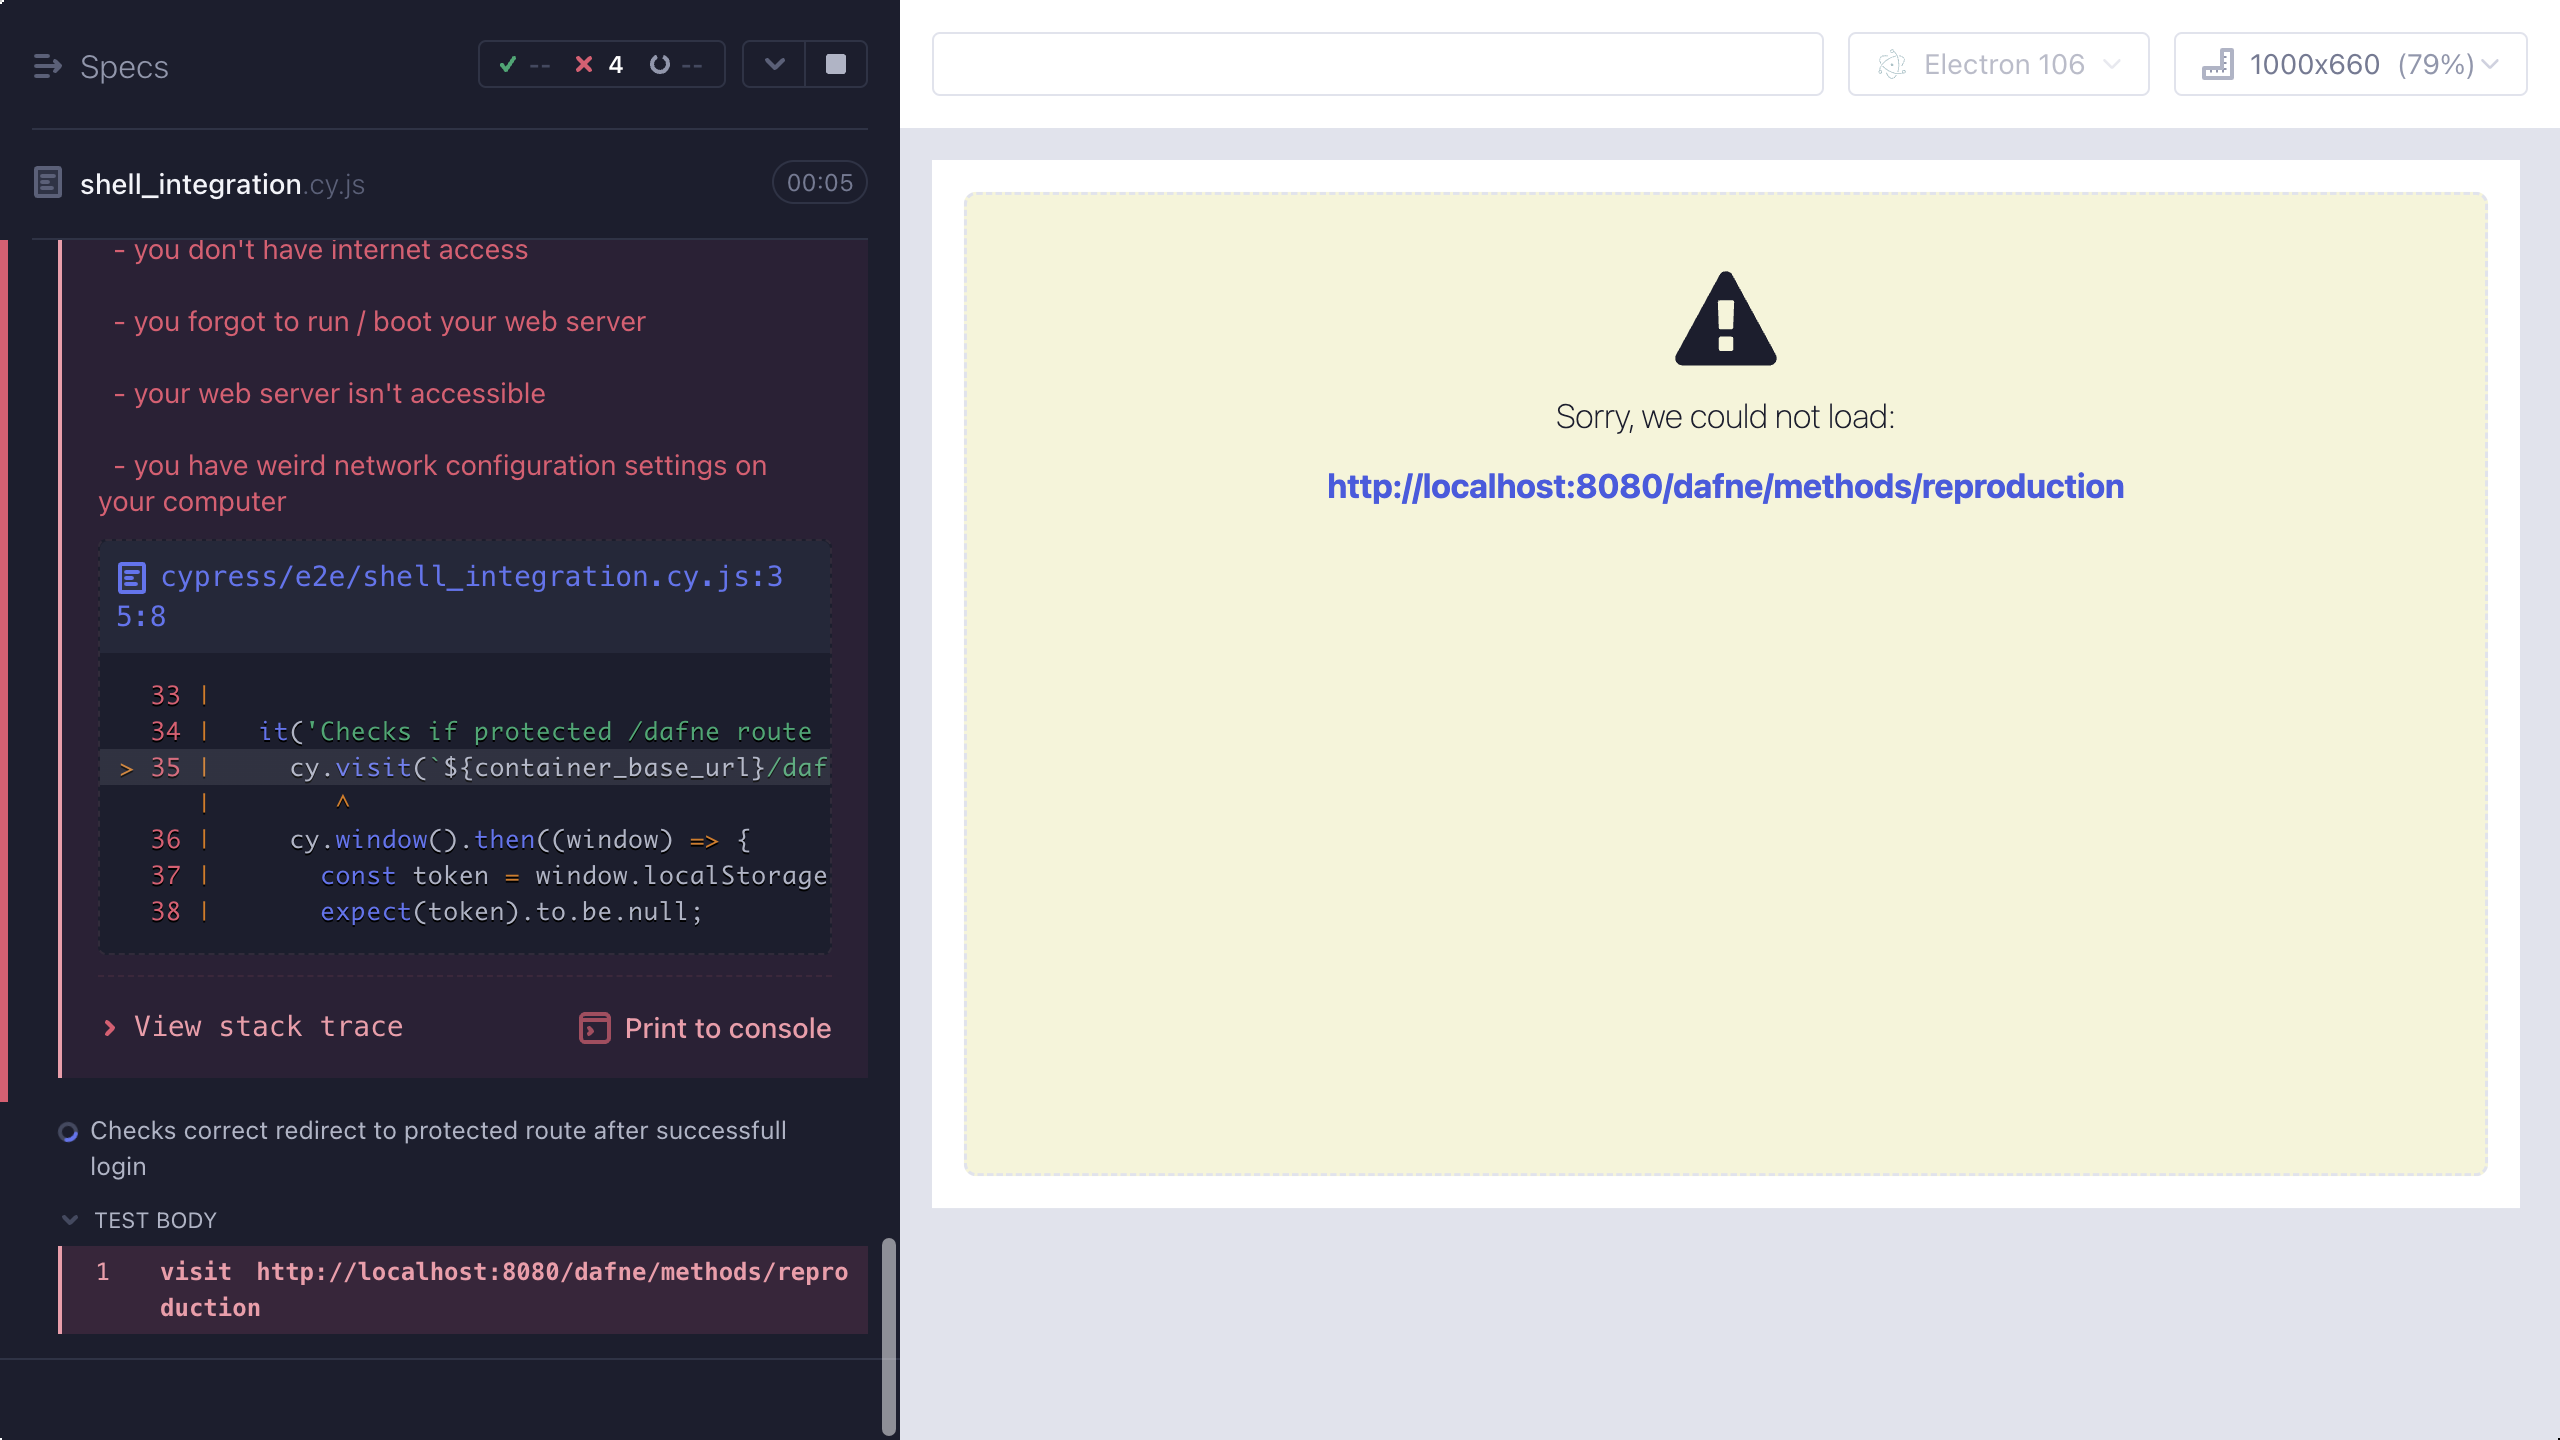 Specs
-- 4 --
shell_integration.cy.js
00:05
- you don't have internet access
- you forgot to run / boot your web server
- your web server isn't accessible
- you have weird network configuration settings on
your computer
cypress/e2e/shell_integration.cy.js:3
5:8
33 |
34 | it('Checks if protected /dafne route
> 35 | cy.visit(`${container_base_url}/daf
| ^
36 | cy.window().then((window) => {
37 | const token = window.localStorage
38 | expect(token).to.be.null;
View stack trace
Print to console
Checks correct redirect to protected route after successfull
login
TEST BODY
1 visit http://localhost:8080/dafne/methods/repro
duction
Electron 106
1000x660 (79%)
Sorry, we could not load:
http://localhost:8080/dafne/methods/reproduction